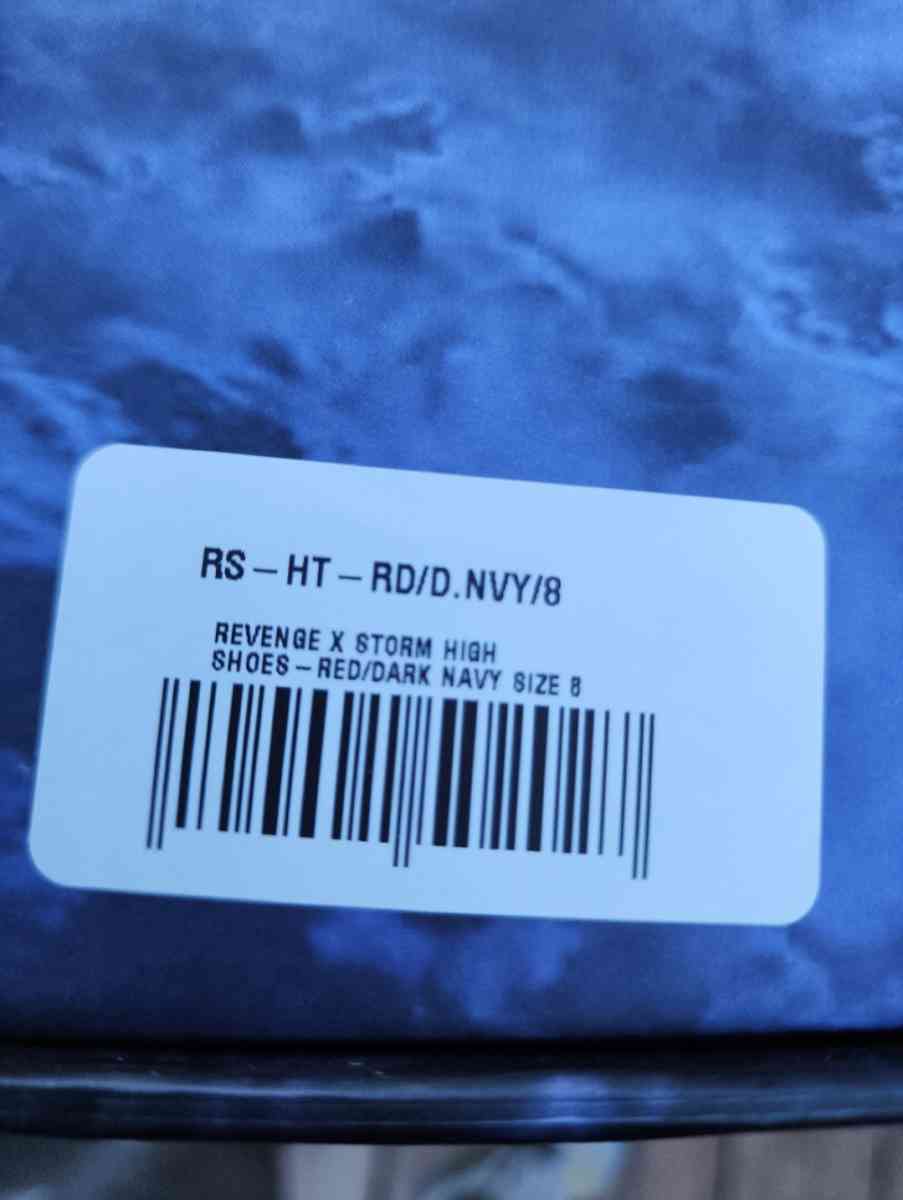 RS – HT – RD/D.NVY/8
REVENGE X STORM HIGH
SHOES – RED/DARK NAVY SIZE 8